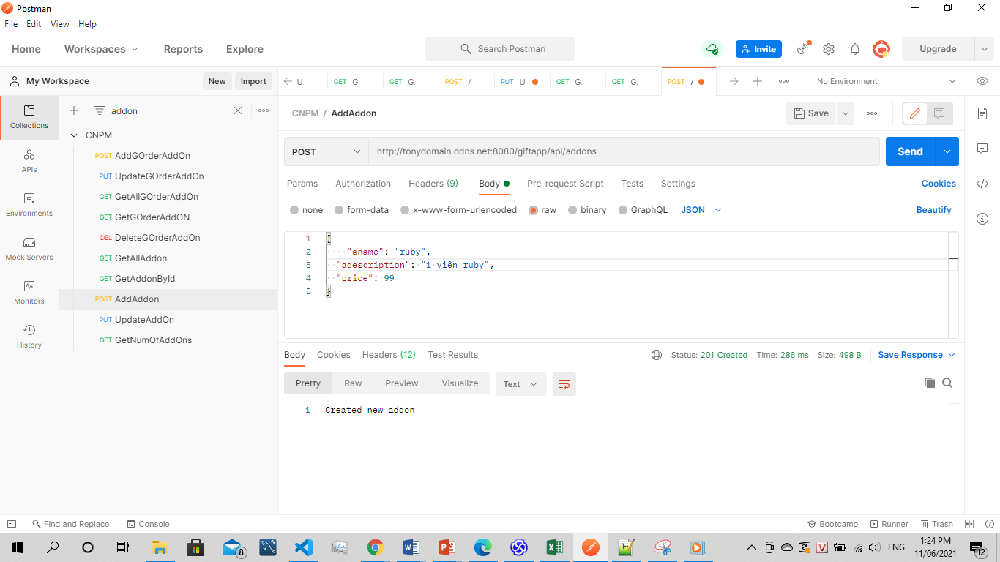 Postman
File Edit View Help
Home Workspaces Reports Explore Search Postman Invite Upgrade
My Workspace New Import
U. GET G. GET G. POST PUT U. GET G. GET G. POST No Environment
Collections
APIs
Environments
Mock Servers
Monitors
History
addon
CNPM
POST AddGOrderAddOn
PUT UpdateGOrderAddOn
GET GetAllGOrderAddOn
GET GetGOrderAddON
DEL DeleteGOrderAddOn
GET GetAllAddon
GET GetAddonById
POST AddAddon
PUT UpdateAddOn
GET GetNumOfAddOns
CNPM / AddAddon Save
POST http://tonydomain.ddns.net:8080/giftapp/api/addons Send
Params Authorization Headers (9) Body Pre-request Script Tests Settings Cookies
none form-data x-www-form-urlencoded raw binary GraphQL JSON Beautify
1 {
2 "aname": "ruby",
3 "adescription": "1 viên ruby",
4 "price": 99
5 }
Body Cookies Headers (12) Test Results Status: 201 Created Time: 286 ms Size: 498 B Save Response
Pretty Raw Preview Visualize Text
1 Created new addon
Find and Replace Console Bootcamp Runner Trash
8 ENG 1:24 PM
11/06/2021 12